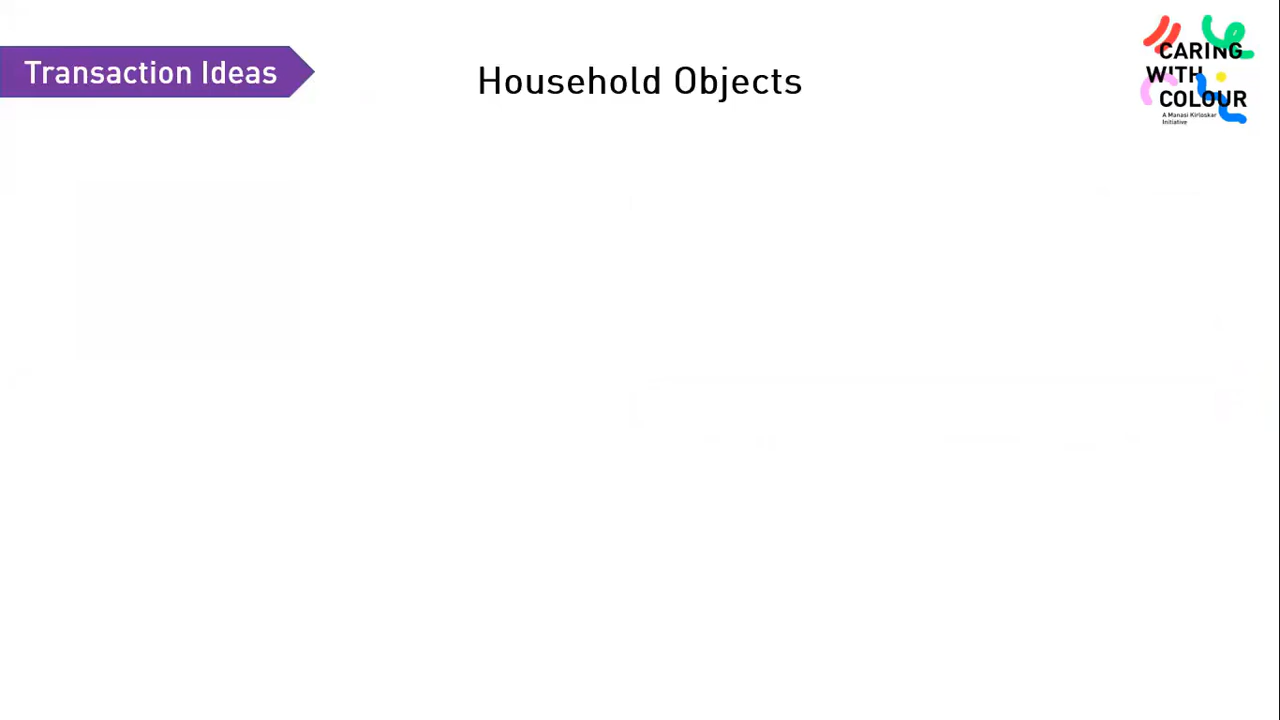 Transaction Ideas
Household Objects
CARING
WITH
COLOUR
A Manasi Kirloskar
Initiative